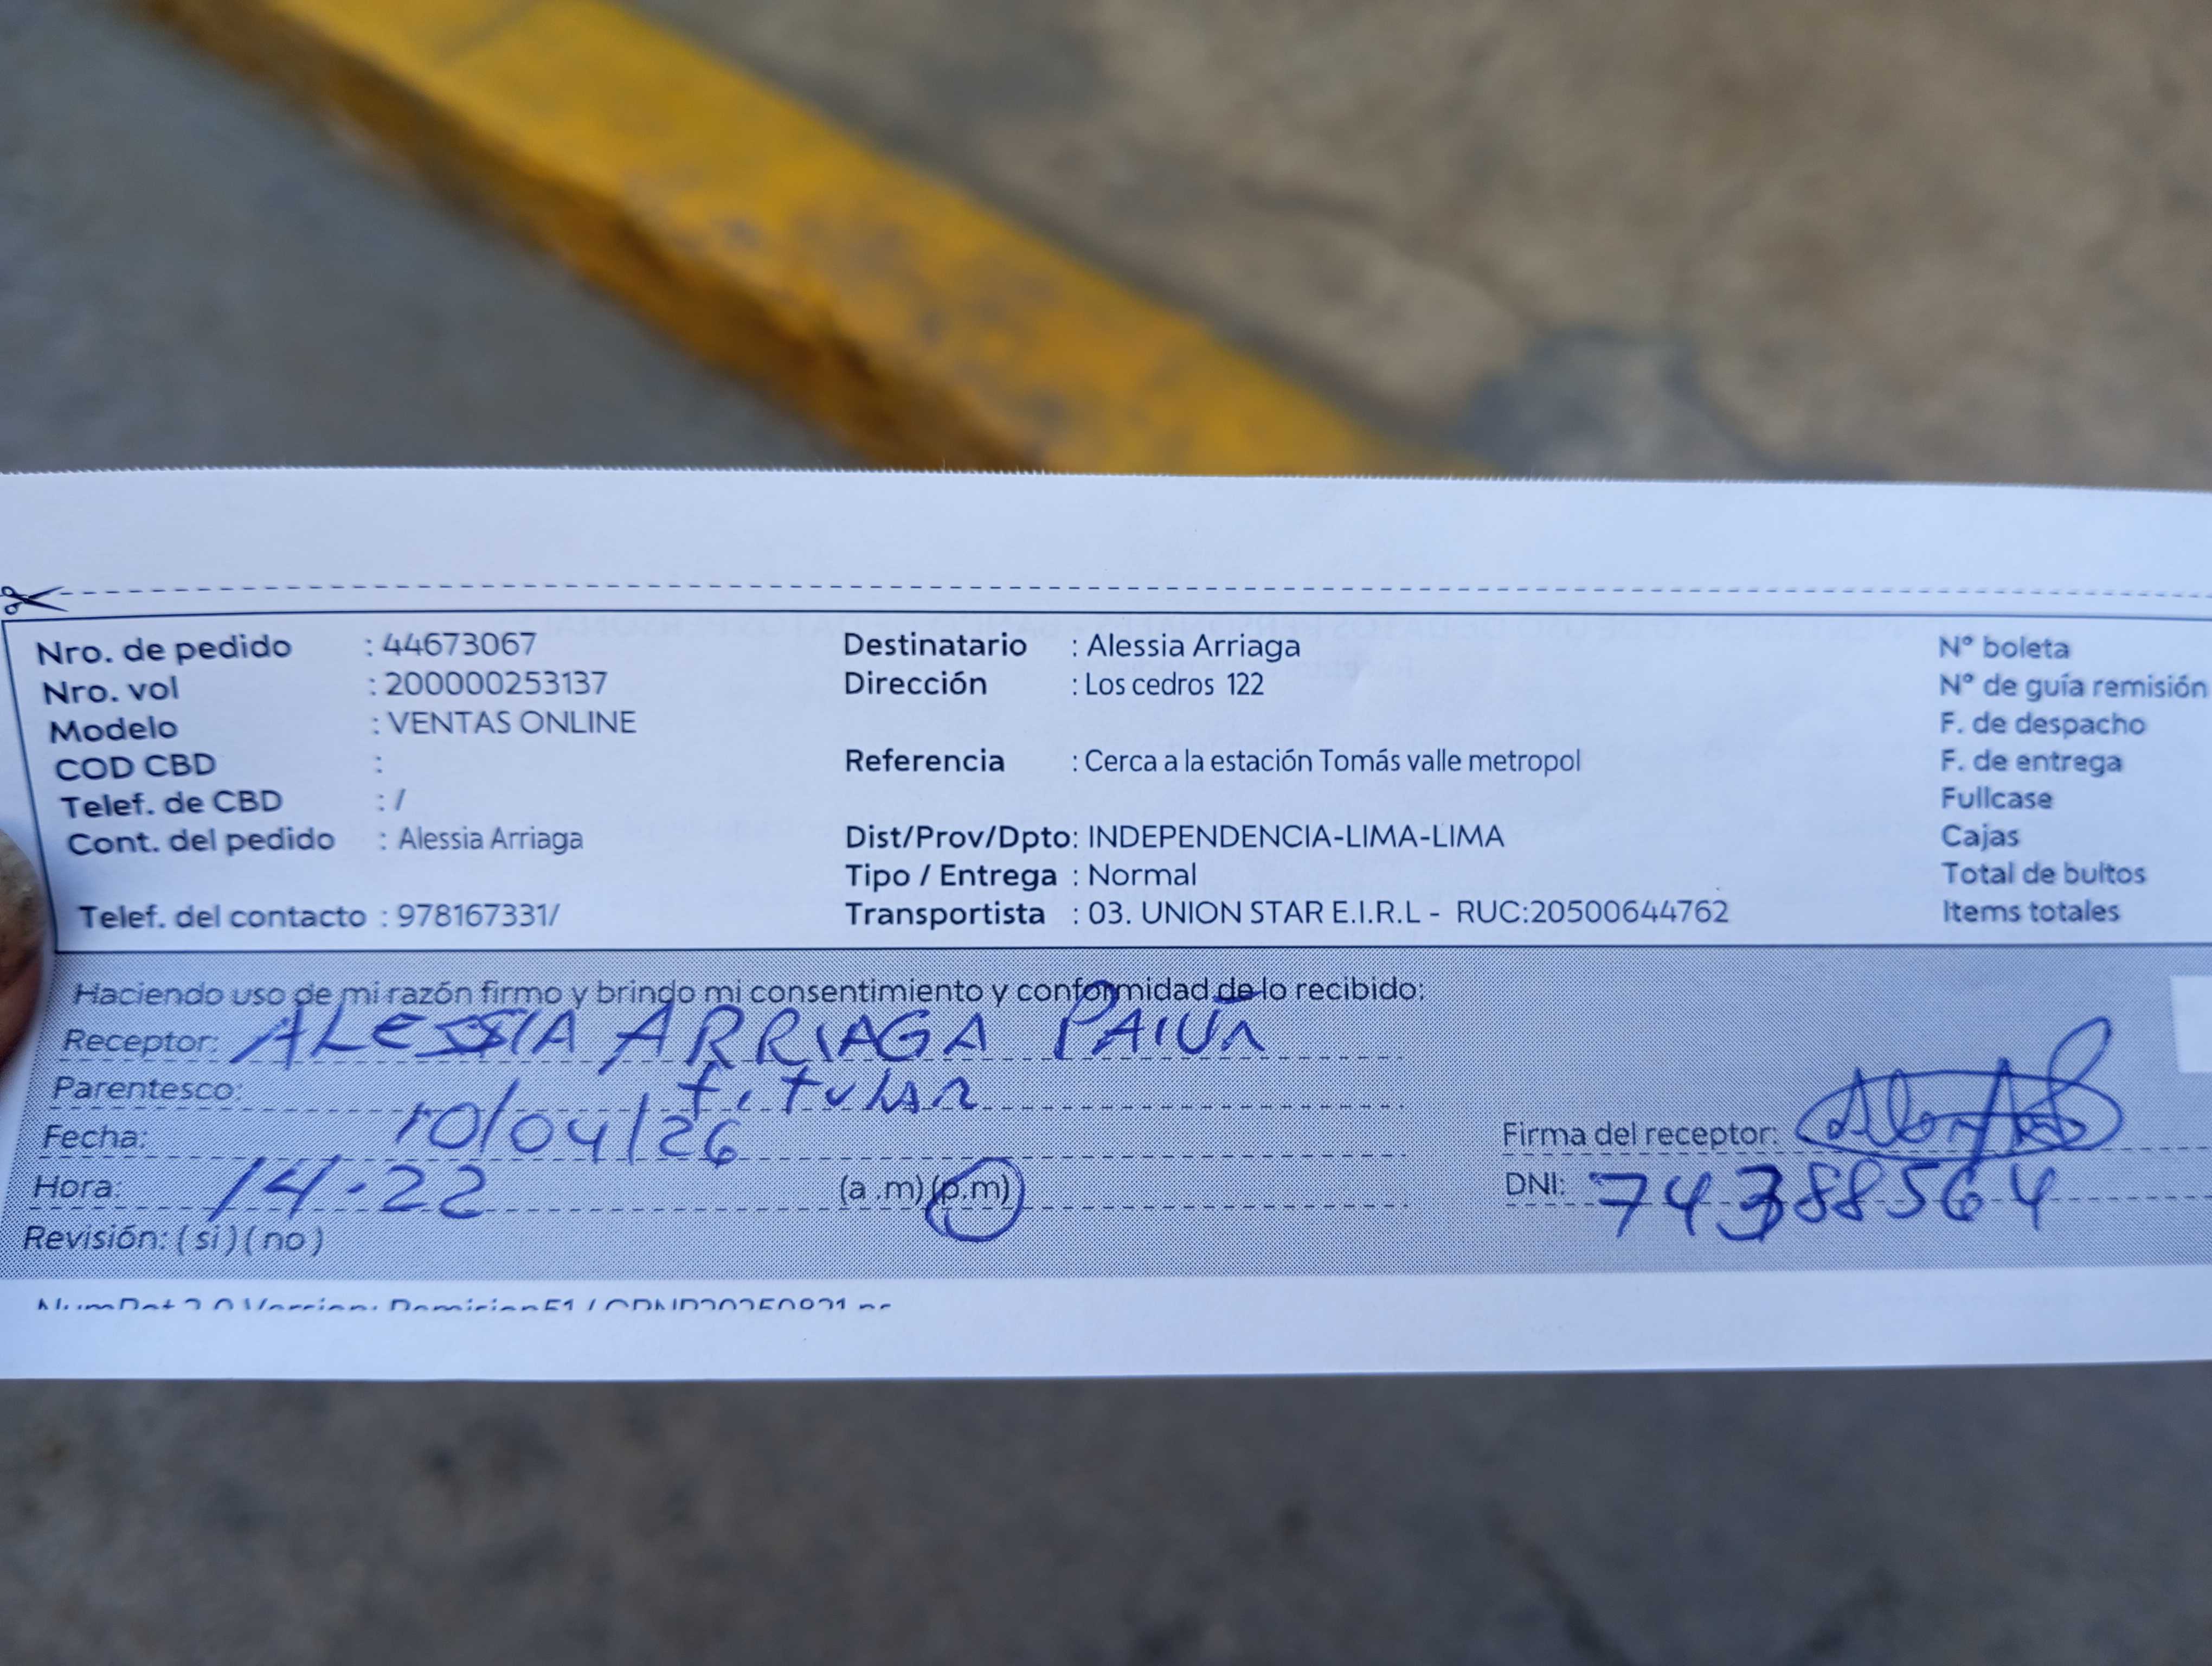 Nro. de pedido : 44673067
Nro. vol : 200000253137
Modelo : VENTAS ONLINE
COD CBD :
Telef. de CBD : /
Cont. del pedido : Alessia Arriaga
Telef. del contacto : 978167331/
Destinatario : Alessia Arriaga
Dirección : Los cedros 122
Referencia : Cerca a la estación Tomás valle metropol
Dist/Prov/Dpto: INDEPENDENCIA-LIMA-LIMA
Tipo / Entrega : Normal
Transportista : 03. UNION STAR E.I.R.L - RUC:20500644762
N° boleta
N° de guía remisión
F. de despacho
F. de entrega
Fullcase
Cajas
Total de bultos
Items totales
Haciendo uso de mi razón firmo y brindo mi consentimiento y conformidad de lo recibido:
Receptor: ALESSIA ARRIAGA
Parentesco: titular
Fecha: 10/04/26
Hora: 14.22 (a .m) (p.m)
Revisión: ( si ) ( no )
Firma del receptor:
DNI: 74388564